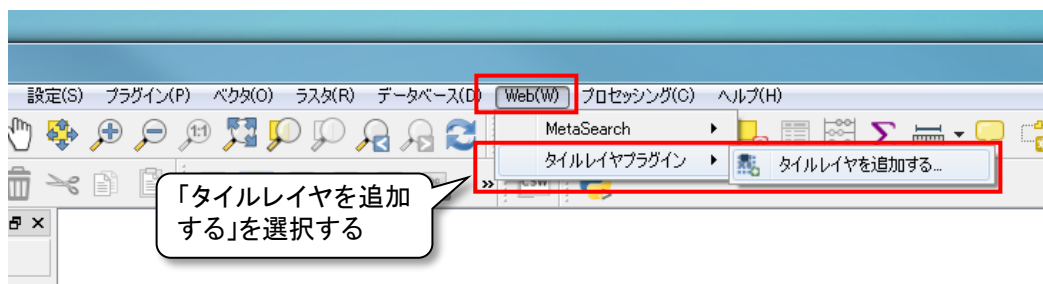 設定(S) プラグイン(P) ベクタ(O) ラスタ(R) データベース(D) Web(W) プロセッシング(C) ヘルプ(H)
1:1
MetaSearch
タイルレイヤプラグイン
タイルレイヤを追加する...
»
CSW
「タイルレイヤを追加
する」を選択する